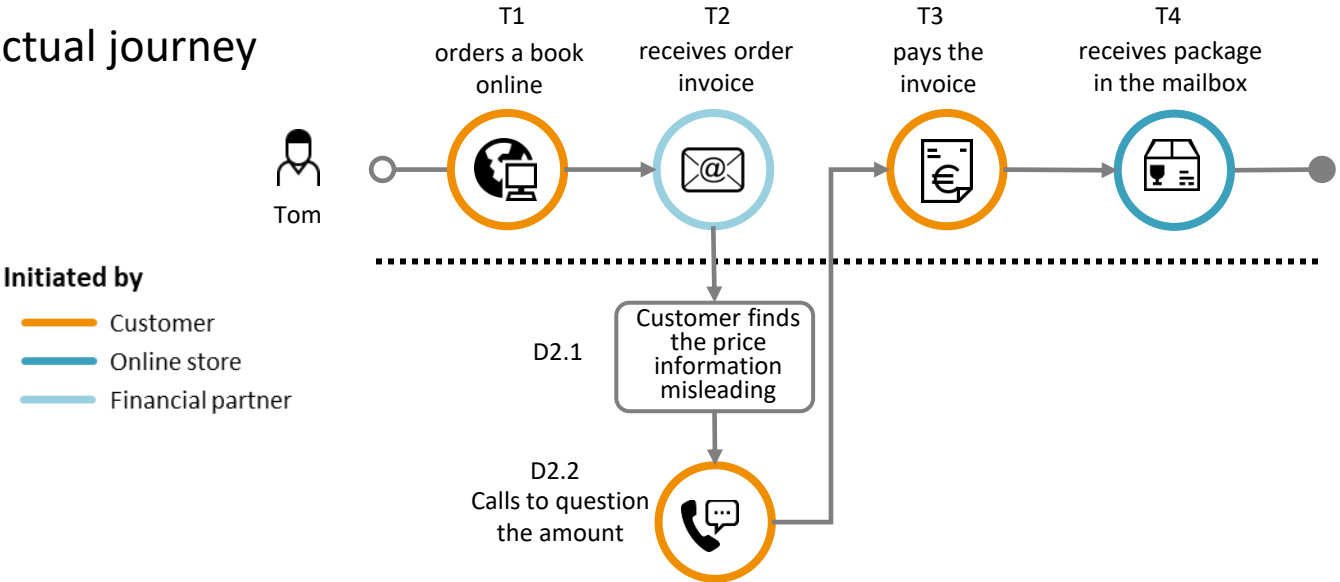 ctual journey
T1
orders a book
online
T2
receives order
invoice
T3
pays the
invoice
T4
receives package
in the mailbox
@
€
Tom
Initiated by
Customer
Online store
Financial partner
D2.1
Customer finds
the price
information
misleading
D2.2
Calls to question
the amount